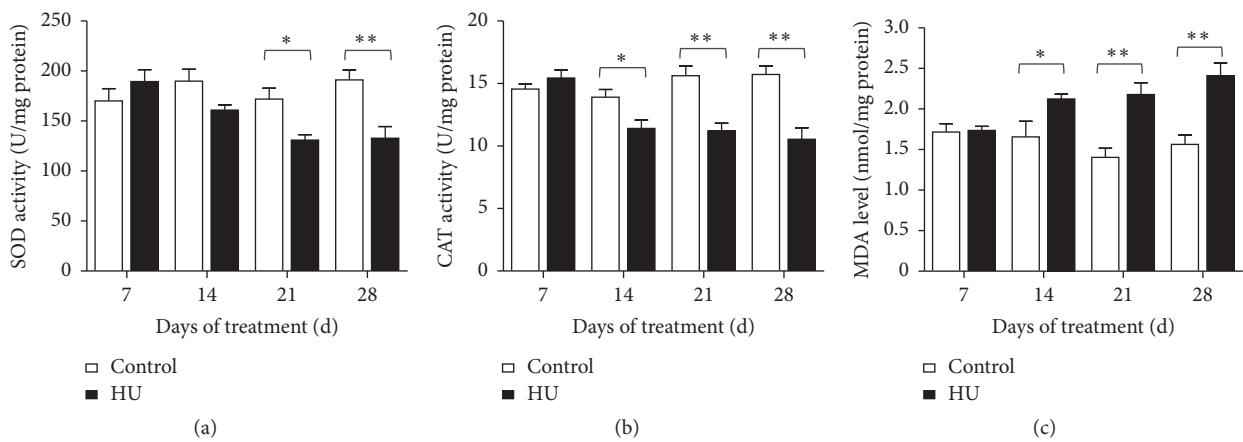 250
200
150
100
50
0
SOD activity (U/mg protein)
*
**
7 14 21 28
Days of treatment (d)
Control
HU
(a)
20
15
10
5
0
CAT activity (U/mg protein)
*
**
**
7 14 21 28
Days of treatment (d)
Control
HU
(b)
3.0
2.5
2.0
1.5
1.0
0.5
0
MDA level (nmol/mg protein)
*
**
**
7 14 21 28
Days of treatment (d)
Control
HU
(c)